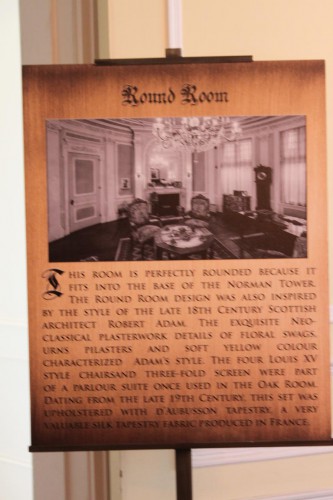 Round Room
This room is perfectly rounded because it
fits into the base of the Norman Tower.
The Round Room design was also inspired
by the style of the late 18th Century Scottish
architect Robert Adam. The exquisite Neo-
classical plasterwork details of floral swags,
urns pilasters and soft yellow colour
characterized Adam's style. The four Louis XV
style chairsand three-fold screen were part
of a parlour suite once used in the Oak Room.
Dating from the late 19th Century, this set was
upholstered with d'Aubusson tapestry, a very
valuable silk tapestry fabric produced in France.